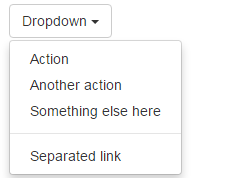 Dropdown
Action
Another action
Something else here
Separated link